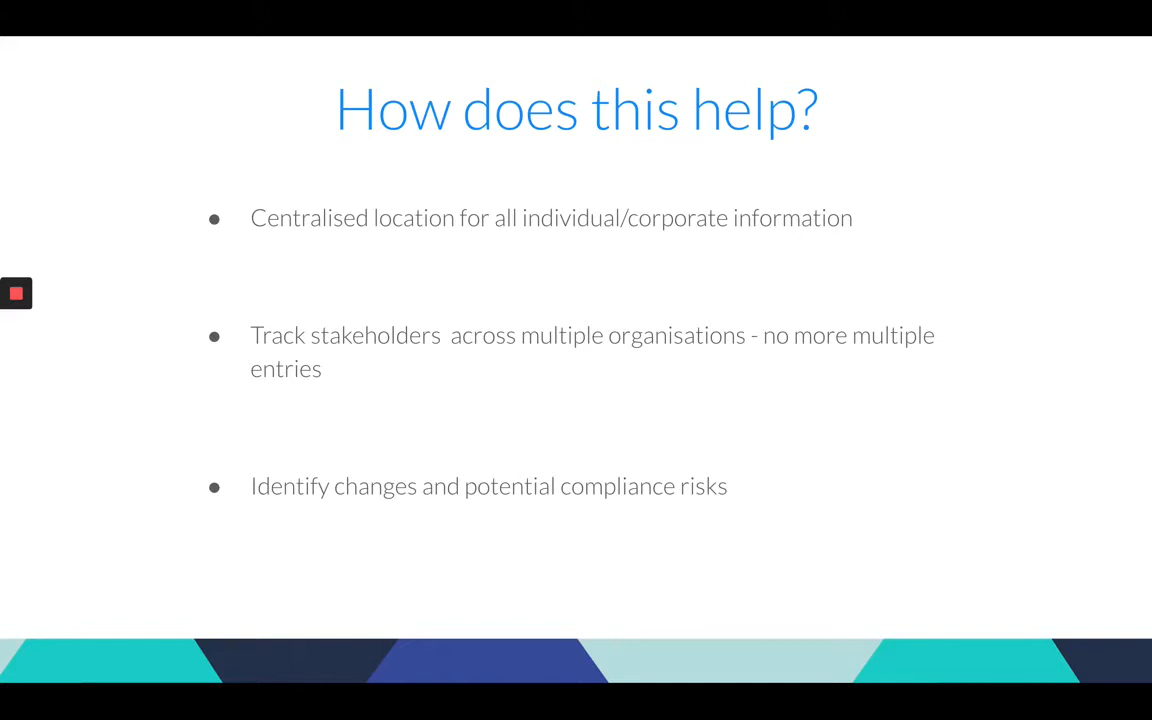 How does this help?
● Centralised location for all individual/corporate information
● Track stakeholders  across multiple organisations - no more multiple
entries
● Identify changes and potential compliance risks